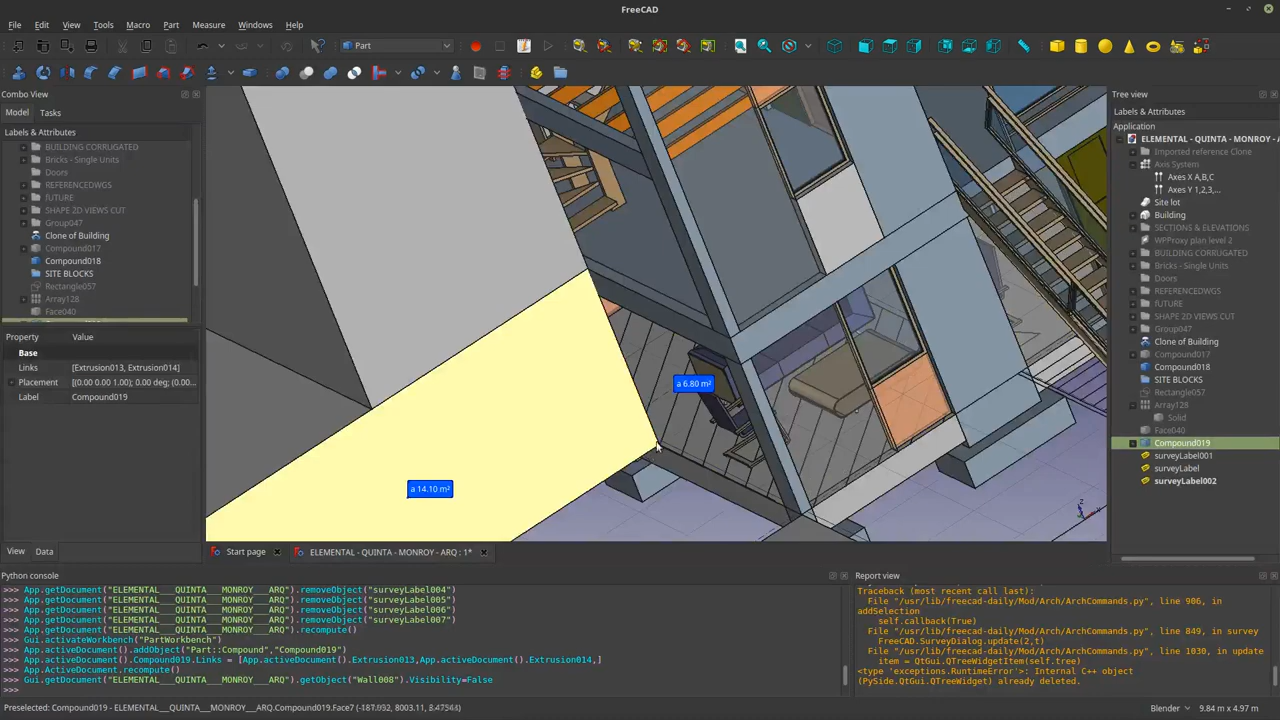 FreeCAD
File Edit View Tools Macro Part Measure Windows Help
Part
Combo View
Model Tasks
Labels & Attributes
BUILDING CORRUGATED
Bricks - Single Units
Doors
REFERENCEDWGS
fUTURE
SHAPE 2D VIEWS CUT
Group047
Clone of Building
Compound017
Compound018
SITE BLOCKS
Rectangle057
Array128
Face040
Property Value
Base
Links [Extrusion013, Extrusion014]
Placement [(0.00 0.00 1.00); 0.00 deg; (0.00...
Label Compound019
View Data
a 6.80 m²
a 14.10 m²
Start page
ELEMENTAL - QUINTA - MONROY - ARQ : 1*
Tree view
Labels & Attributes
Application
ELEMENTAL - QUINTA - MONROY - A
Imported reference Clone
Axis System
Axes X A,B,C
Axes Y 1,2,3,...
Site lot
Building
SECTIONS & ELEVATIONS
WPProxy plan level 2
BUILDING CORRUGATED
Bricks - Single Units
Doors
REFERENCEDWGS
fUTURE
SHAPE 2D VIEWS CUT
Group047
Clone of Building
Compound017
Compound018
SITE BLOCKS
Rectangle057
Array128
Solid
Face040
Compound019
surveyLabel001
surveyLabel
surveyLabel002
Python console
>>> App.getDocument("ELEMENTAL___QUINTA___MONROY___ARQ").removeObject("surveyLabel004")
>>> App.getDocument("ELEMENTAL___QUINTA___MONROY___ARQ").removeObject("surveyLabel005")
>>> App.getDocument("ELEMENTAL___QUINTA___MONROY___ARQ").removeObject("surveyLabel006")
>>> App.getDocument("ELEMENTAL___QUINTA___MONROY___ARQ").removeObject("surveyLabel007")
>>> App.getDocument("ELEMENTAL___QUINTA___MONROY___ARQ").recompute()
>>> Gui.activateWorkbench("PartWorkbench")
>>> App.activeDocument().addObject("Part::Compound","Compound019")
>>> App.activeDocument().Compound019.Links = [App.activeDocument().Extrusion013,App.activeDocument().Extrusion014,]
>>> App.ActiveDocument.recompute()
>>> Gui.getDocument("ELEMENTAL___QUINTA___MONROY___ARQ").getObject("Wall008").Visibility=False
>>>
Report view
Traceback (most recent call last):
File "/usr/lib/freecad-daily/Mod/Arch/ArchCommands.py", line 906, in
addSelection
self.callback(True)
File "/usr/lib/freecad-daily/Mod/Arch/ArchCommands.py", line 849, in survey
FreeCAD.SurveyDialog.update(2,t)
File "/usr/lib/freecad-daily/Mod/Arch/ArchCommands.py", line 1030, in update
item = QtGui.QTreeWidgetItem(self.tree)
<type 'exceptions.RuntimeError'>: Internal C++ object
(PySide.QtGui.QTreeWidget) already deleted.
Preselected: Compound019 - ELEMENTAL___QUINTA___MONROY___ARQ.Compound019.Face7 (-187.032, 8003.11, 2.47544)
Blender
9.84 m x 4.97 m